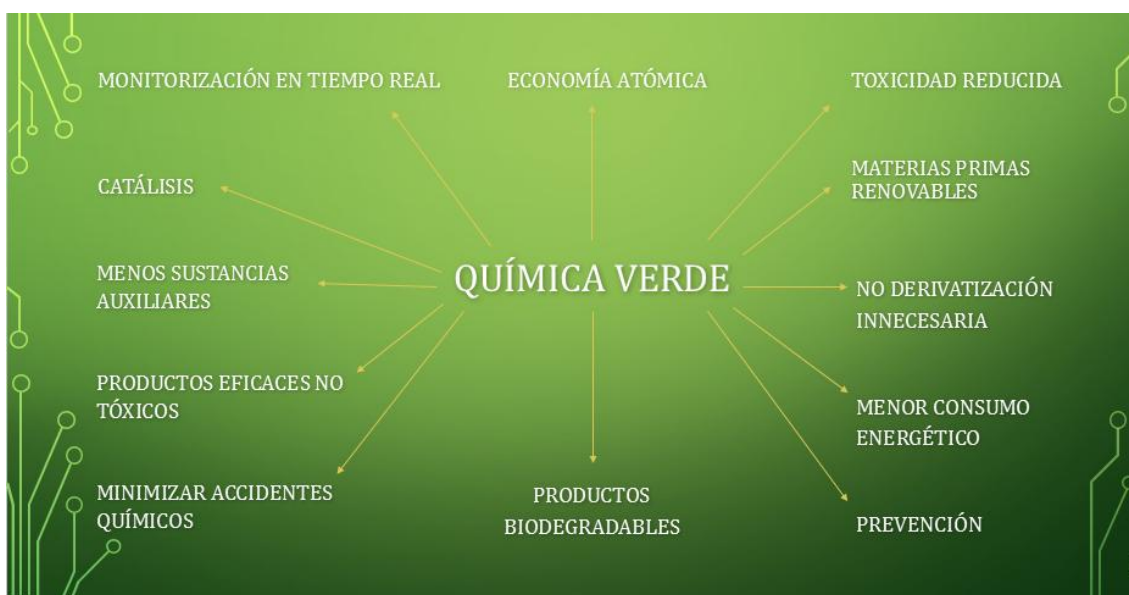 MONITORIZACIÓN EN TIEMPO REAL
ECONOMÍA ATÓMICA
TOXICIDAD REDUCIDA
CATÁLISIS
MATERIAS PRIMAS
RENOVABLES
MENOS SUSTANCIAS
AUXILIARES
QUÍMICA VERDE
NO DERIVATIZACIÓN
INNECESARIA
PRODUCTOS EFICACES NO
TÓXICOS
MENOR CONSUMO
ENERGÉTICO
MINIMIZAR ACCIDENTES
QUÍMICOS
PRODUCTOS
BIODEGRADABLES
PREVENCIÓN